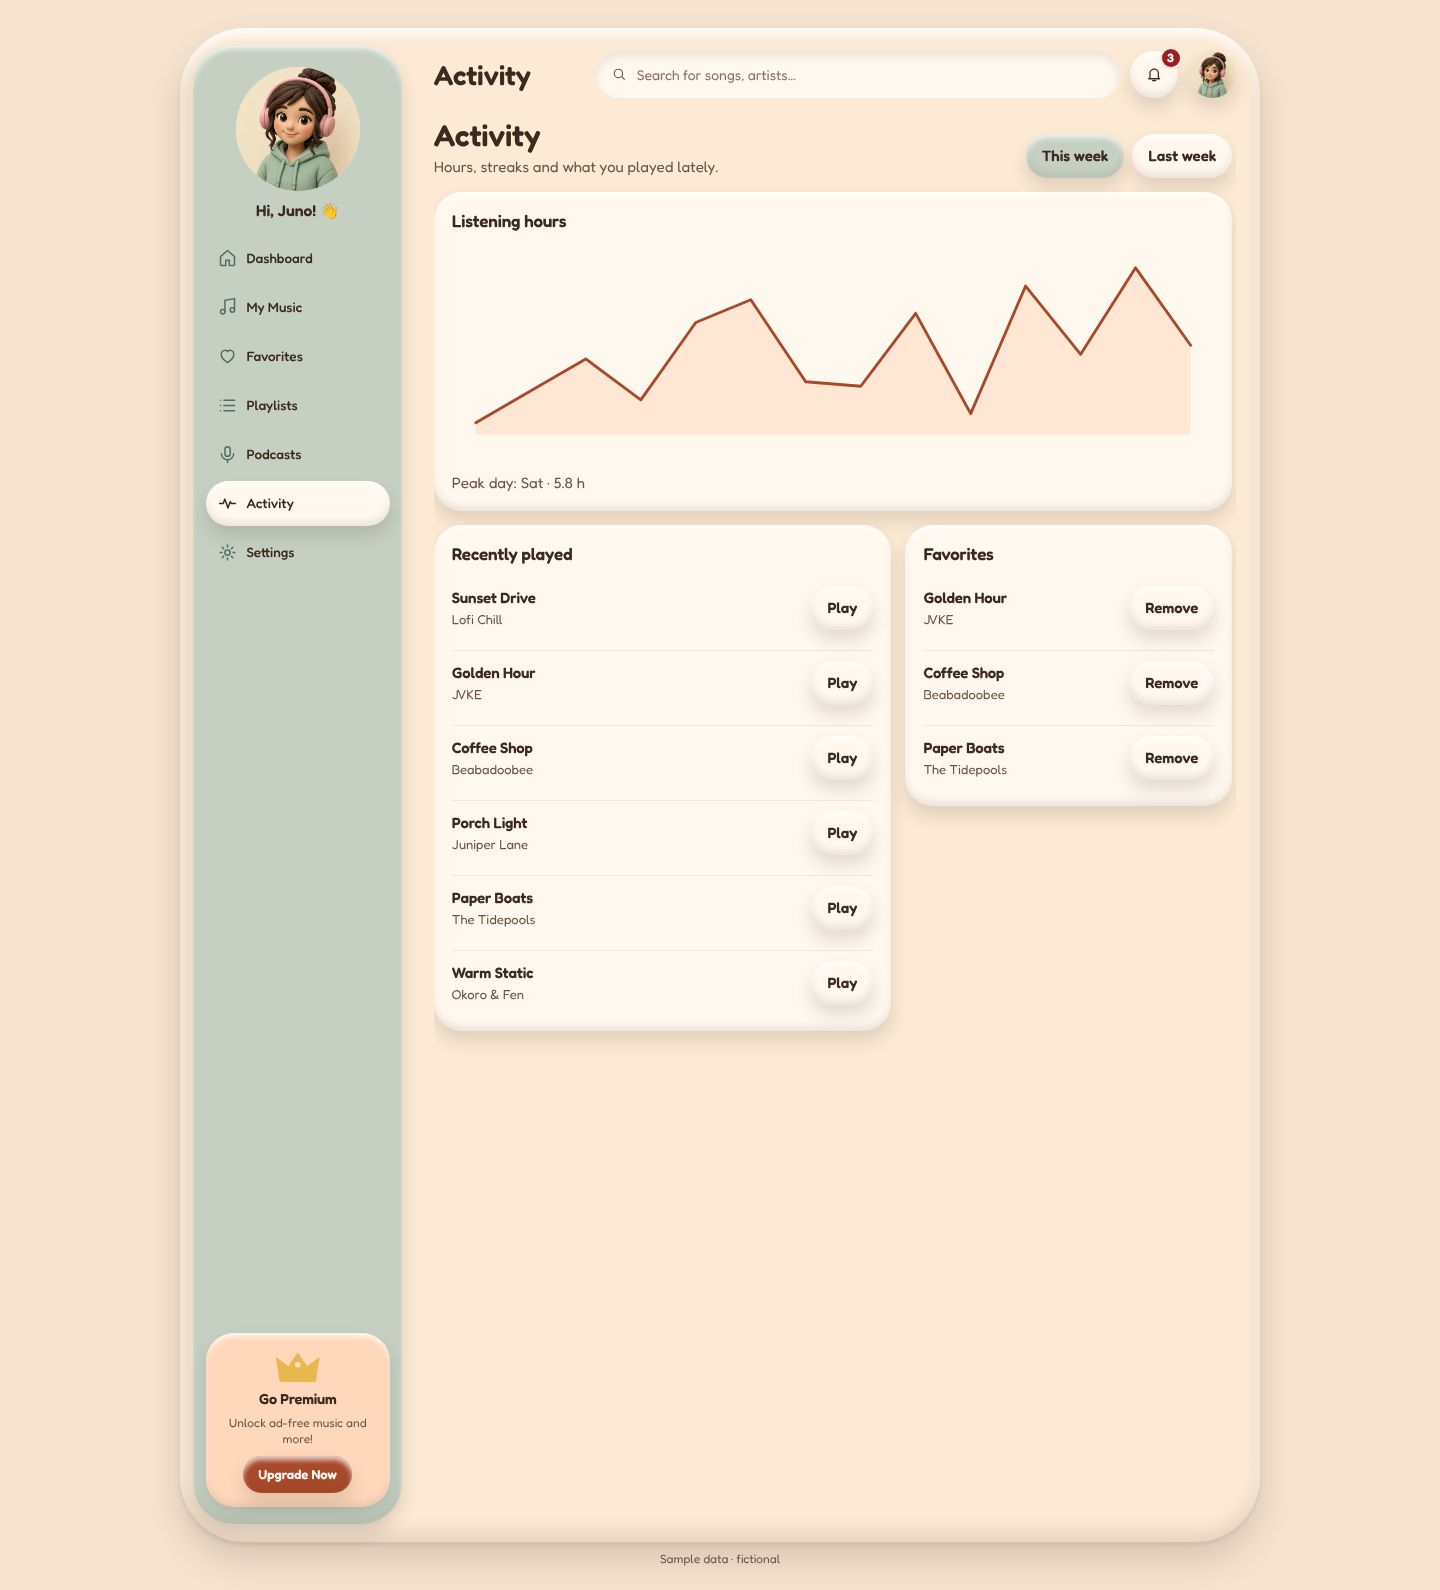 Hi, Juno! 👋
Dashboard
My Music
Favorites
Playlists
Podcasts
Activity
Settings
Go Premium
Unlock ad-free music and
more!
Upgrade Now
Activity
Search for songs, artists...
3
Activity
Hours, streaks and what you played lately.
This week
Last week
Listening hours
Peak day: Sat · 5.8 h
Recently played
Sunset Drive
Lofi Chill
Play
Golden Hour
JVKE
Play
Coffee Shop
Beabadoobee
Play
Porch Light
Juniper Lane
Play
Paper Boats
The Tidepools
Play
Warm Static
Okoro & Fen
Play
Favorites
Golden Hour
JVKE
Remove
Coffee Shop
Beabadoobee
Remove
Paper Boats
The Tidepools
Remove
Sample data · fictional